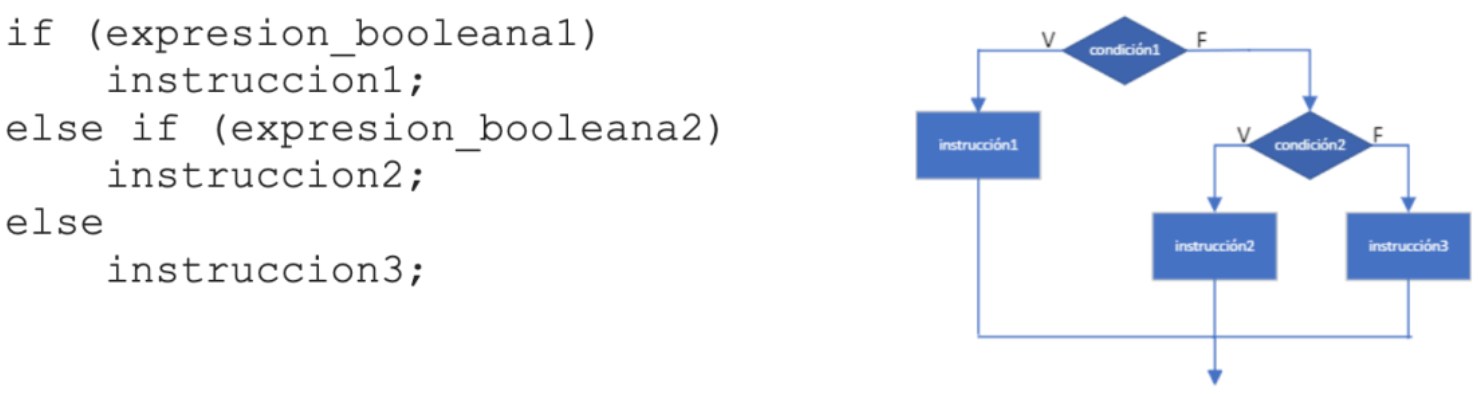 if (expresion_booleana1)
instruccion1;
else if (expresion_booleana2)
instruccion2;
else
instruccion3;
V
condición1
F
instrucción1
V
condición2
F
instrucción2
instrucción3